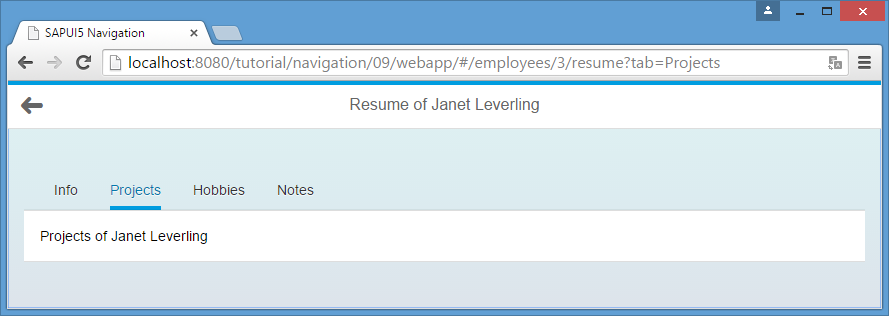 SAPUI5 Navigation
localhost:8080/tutorial/navigation/09/webapp/#/employees/3/resume?tab=Projects
Resume of Janet Leverling
Info Projects Hobbies Notes
Projects of Janet Leverling